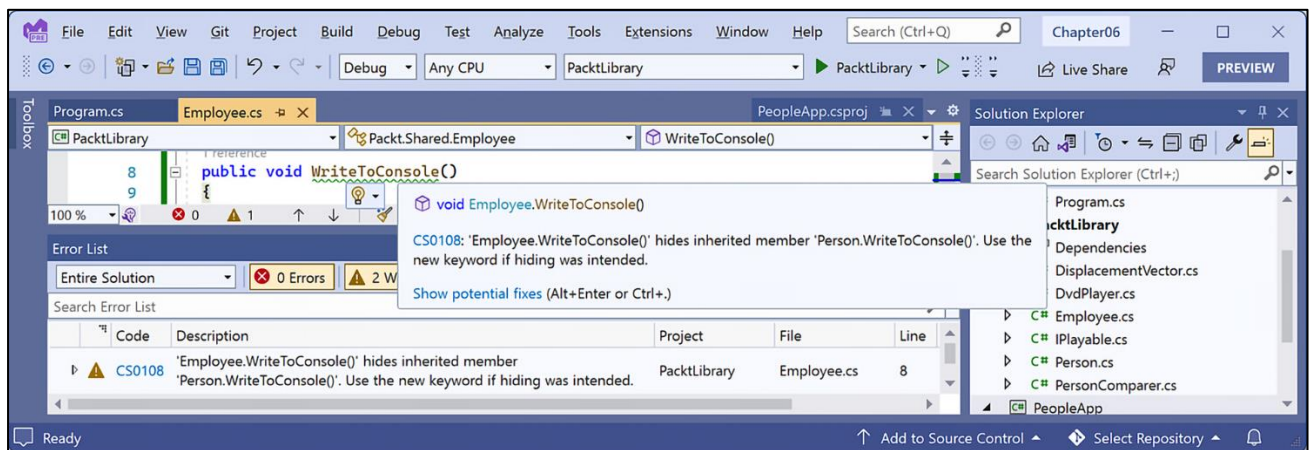 File Edit View Git Project Build Debug Test Analyze Tools Extensions Window Help Search (Ctrl+Q) Chapter06
Debug Any CPU PacktLibrary PacktLibrary Live Share PREVIEW
Toolbox
Program.cs Employee.cs PeopleApp.csproj
PacktLibrary Packt.Shared.Employee WriteToConsole()
1 reference
8 public void WriteToConsole()
9 {
100 % 0 1
void Employee.WriteToConsole()
CS0108: 'Employee.WriteToConsole()' hides inherited member 'Person.WriteToConsole()'. Use the
new keyword if hiding was intended.
Show potential fixes (Alt+Enter or Ctrl+.)
Error List
Entire Solution 0 Errors 2 W
Search Error List
Code Description Project File Line
CS0108 'Employee.WriteToConsole()' hides inherited member
'Person.WriteToConsole()'. Use the new keyword if hiding was intended. PacktLibrary Employee.cs 8
Solution Explorer
Search Solution Explorer (Ctrl+;)
Program.cs
cktLibrary
Dependencies
DisplacementVector.cs
DvdPlayer.cs
C# Employee.cs
C# IPlayable.cs
C# Person.cs
C# PersonComparer.cs
C# PeopleApp
Ready Add to Source Control Select Repository